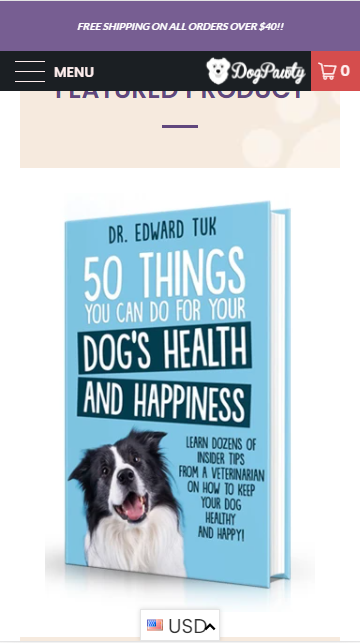 FREE SHIPPING ON ALL ORDERS OVER $40!!
MENU
DogPawty
0
FEATURED PRODUCT
DR. EDWARD TUK
50 THINGS
YOU CAN DO FOR YOUR
DOG'S HEALTH
AND HAPPINESS
LEARN DOZENS OF
INSIDER TIPS
FROM A VETERINARIAN
ON HOW TO KEEP
YOUR DOG
HEALTHY
AND HAPPY!
USD